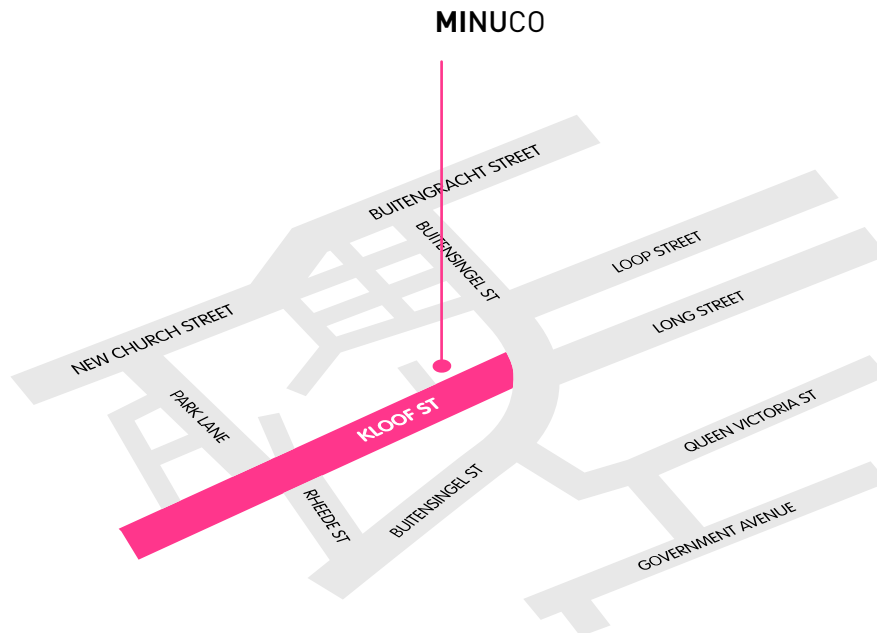 MINUCO
BUITENGRACHT STREET
BUITENSINGEL ST
LOOP STREET
LONG STREET
NEW CHURCH STREET
PARK LANE
KLOOF ST
QUEEN VICTORIA ST
RHEEDE ST
BUITENSINGEL ST
GOVERNMENT AVENUE